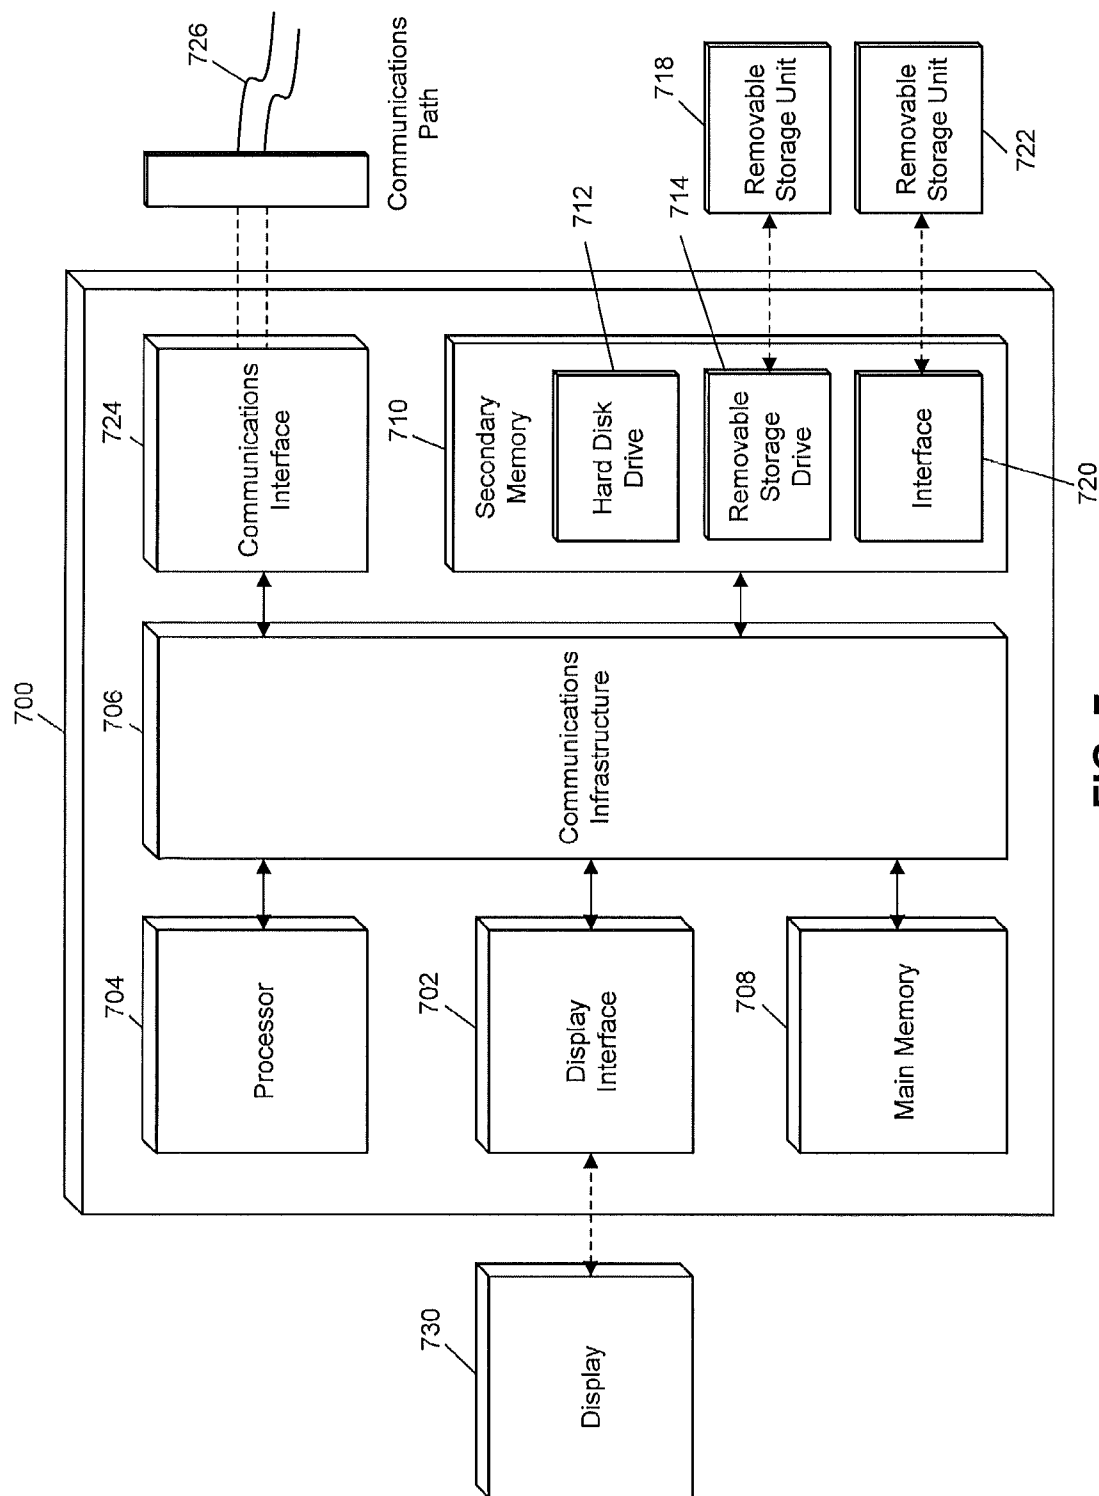 700
704
706
724
726
Processor
Communications
Infrastructure
Communications
Interface
Communications
Path
730
Display
702
Display
Interface
710
Secondary
Memory
712
Hard Disk
Drive
714
Removable
Storage
Drive
718
Removable
Storage Unit
708
Main Memory
Interface
720
Removable
Storage Unit
722
FIG. 7